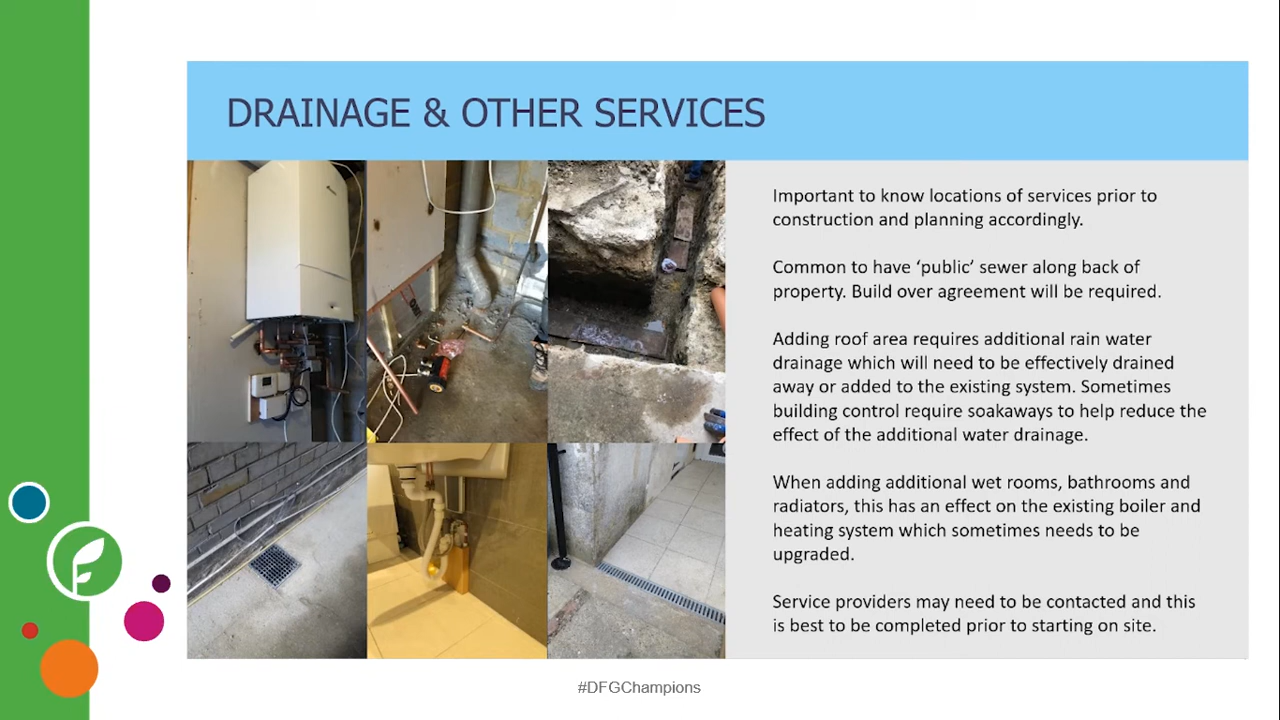 DRAINAGE & OTHER SERVICES
Important to know locations of services prior to
construction and planning accordingly.
Common to have ‘public’ sewer along back of
property. Build over agreement will be required.
Adding roof area requires additional rain water
drainage which will need to be effectively drained
away or added to the existing system. Sometimes
building control require soakaways to help reduce the
effect of the additional water drainage.
When adding additional wet rooms, bathrooms and
radiators, this has an effect on the existing boiler and
heating system which sometimes needs to be
upgraded.
Service providers may need to be contacted and this
is best to be completed prior to starting on site.
#DFGChampions